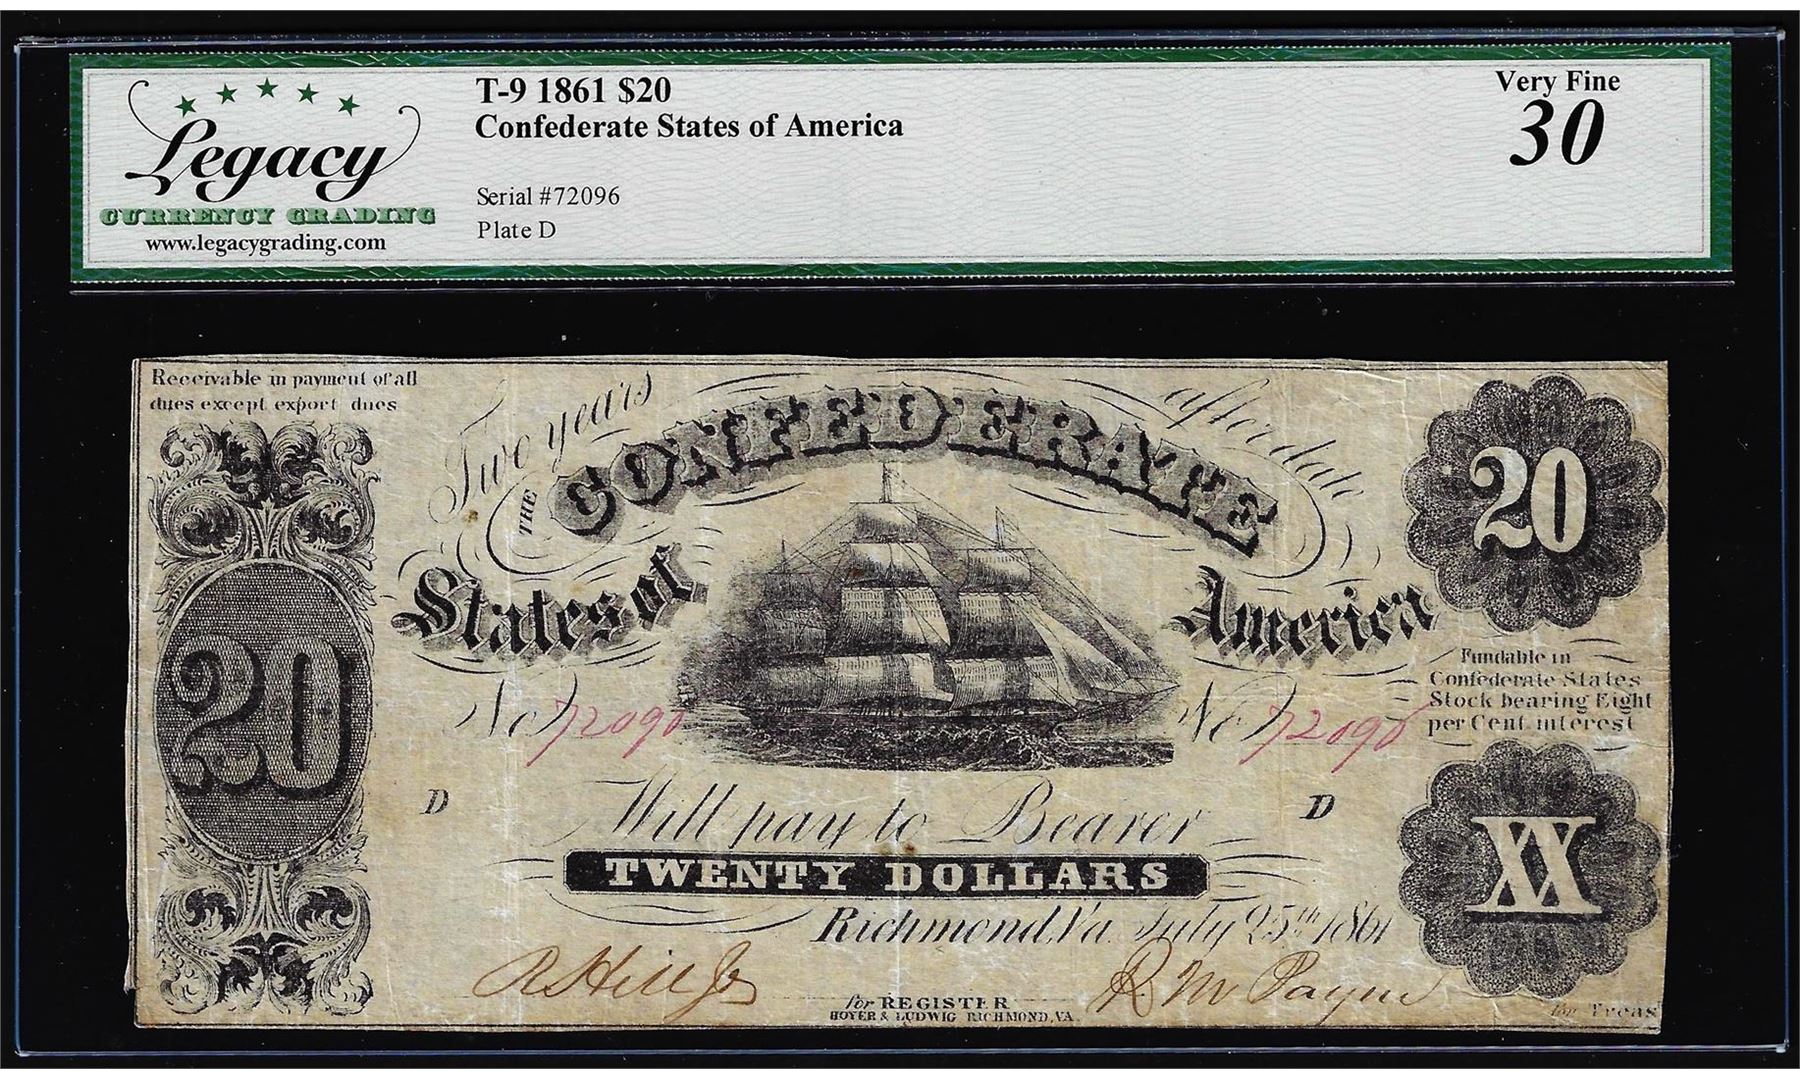 Legacy
CURRENCY GRADING
www.legacygrading.com
T-9 1861 $20
Confederate States of America
Serial #72096
Plate D
Very Fine
30
Receivable in payment of all
dues except export dues
Two years after date
THE CONFEDERATE
States of America
20
20
Fundable in
Confederate States
Stock bearing Eight
per Cent. interest
No 72096
No 72096
D
D
Will pay to Bearer
TWENTY DOLLARS
XX
Richmond, Va. July 25th 1861
R Hill Jr
R. M. Payne
for REGISTER
for Treas
HOYER & LUDWIG RICHMOND, VA.